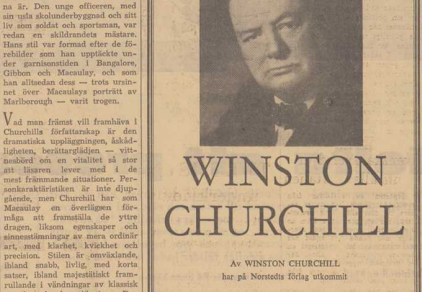 na är. Den unge officeren, med
sin usla skolunderbyggnad och sitt
liv som soldat och sportsman, var
redan en skildrandets mästare.
Hans stil var formad efter de fö-
rebilder som han upptäckte un-
der garnisonstiden i Bangalore,
Gibbon och Macaulay, och som
han alltsedan dess — trots ursin-
net över Macaulays porträtt av
Marlborough — varit trogen.
Vad man främst vill framhäva i
Churchills författarskap är den
dramatiska uppläggningen, åskåd-
ligheten, berättarglädjen — vitt-
nesbörd om en vitalitet så stor
att läsaren lever med i de
mest främmande situationer. Per-
sonkaraktäristiken är inte djup-
gående, men Churchill har som
Macaulay en överlägsen för-
måga att framställa de yttre
dragen, liksom egenskaper och
sinnesstämningar av mera ordinär
art, med klarhet, kvickhet och
precision. Stilen är omväxlande,
ibland snabb, livlig, med korta
satser, ibland majestätiskt fram-
rullande i vändningar av klassisk
WINSTON
CHURCHILL
Av WINSTON CHURCHILL
har på Norstedts förlag utkommit